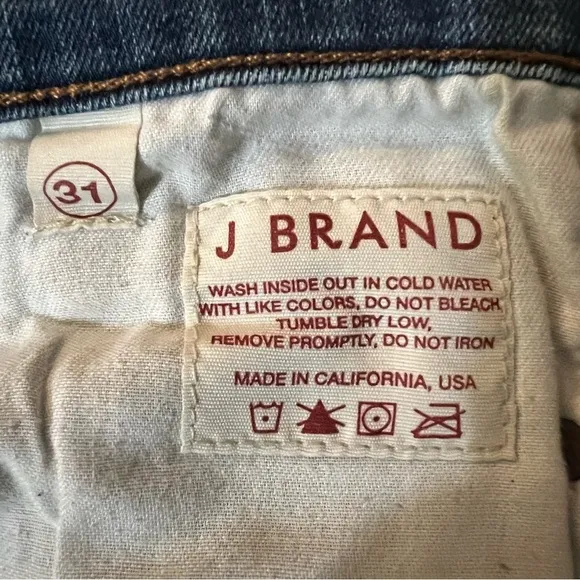 31
J BRAND
WASH INSIDE OUT IN COLD WATER
WITH LIKE COLORS, DO NOT BLEACH
TUMBLE DRY LOW,
REMOVE PROMPTLY, DO NOT IRON
MADE IN CALIFORNIA, USA